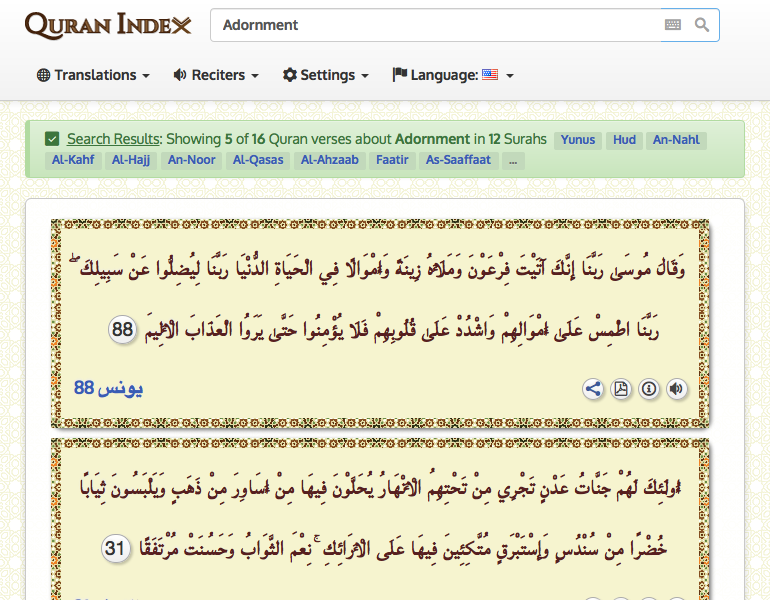 QURAN INDEX
Adornment
Translations Reciters Settings Language:
Search Results: Showing 5 of 16 Quran verses about Adornment in 12 Surahs Yunus Hud An-Nahl
Al-Kahf Al-Hajj An-Noor Al-Qasas Al-Ahzaab Faatir As-Saaffaat ...
وَقَالَ مُوسَىٰ رَبَّنَا إِنَّكَ آتَيْتَ فِرْعَوْنَ وَمَلَأَهُ زِينَةً وَأَمْوَالًا فِي الْحَيَاةِ الدُّنْيَا رَبَّنَا لِيُضِلُّوا عَنْ سَبِيلِكَ ۖ
رَبَّنَا اطْمِسْ عَلَىٰ أَمْوَالِهِمْ وَاشْدُدْ عَلَىٰ قُلُوبِهِمْ فَلَا يُؤْمِنُوا حَتَّىٰ يَرَوُا الْعَذَابَ الْأَلِيمَ 88
يونس 88
أُولَٰئِكَ لَهُمْ جَنَّاتُ عَدْنٍ تَجْرِي مِنْ تَحْتِهِمُ الْأَنْهَارُ يُحَلَّوْنَ فِيهَا مِنْ أَسَاوِرَ مِنْ ذَهَبٍ وَيَلْبَسُونَ ثِيَابًا
خُضْرًا مِنْ سُنْدُسٍ وَإِسْتَبْرَقٍ مُتَّكِئِينَ فِيهَا عَلَى الْأَرَائِكِ ۚ نِعْمَ الثَّوَابُ وَحَسُنَتْ مُرْتَفَقًا 31